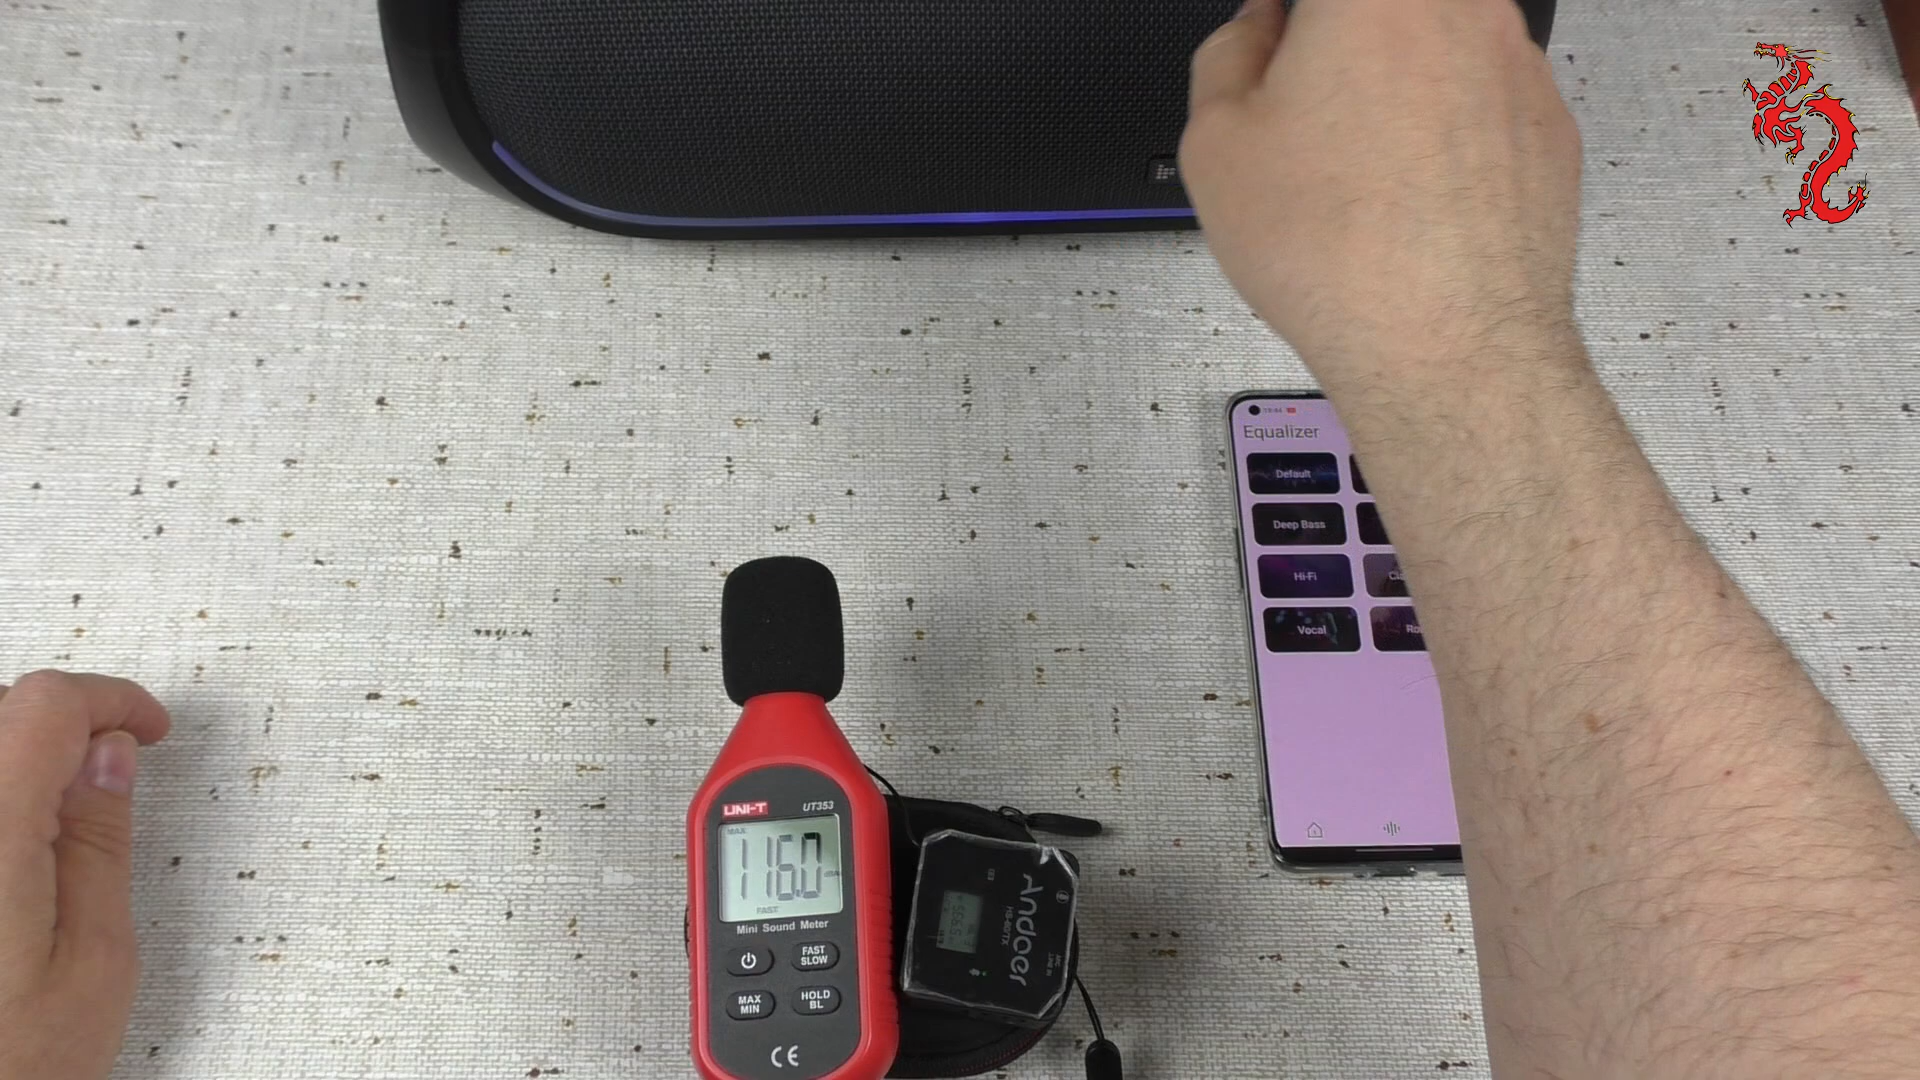 Equalizer
Default
Deep Bass
Hi-Fi
Vocal
UNI-T UT353
MAX
116.0
FAST
Mini Sound Meter
FAST
SLOW
MAX
MIN
HOLD
BL
CE
Andoer